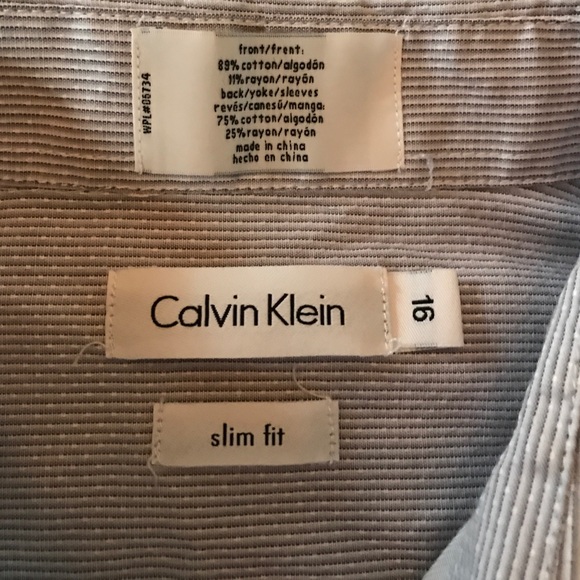 front/frent:
89%cotton/algodón
11%rayon/rayón
back/yoke/sleeves
revés/canesú/manga:
75%cotton/algodón
25%rayon/rayón
made in china
hecho en china
WPL#05734
Calvin Klein
16
slim fit